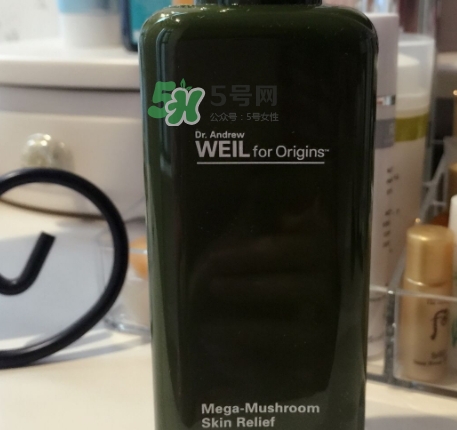 5号网
公众号：5号女性
Dr. Andrew
WEIL for Origins™
Mega-Mushroom
Skin Relief